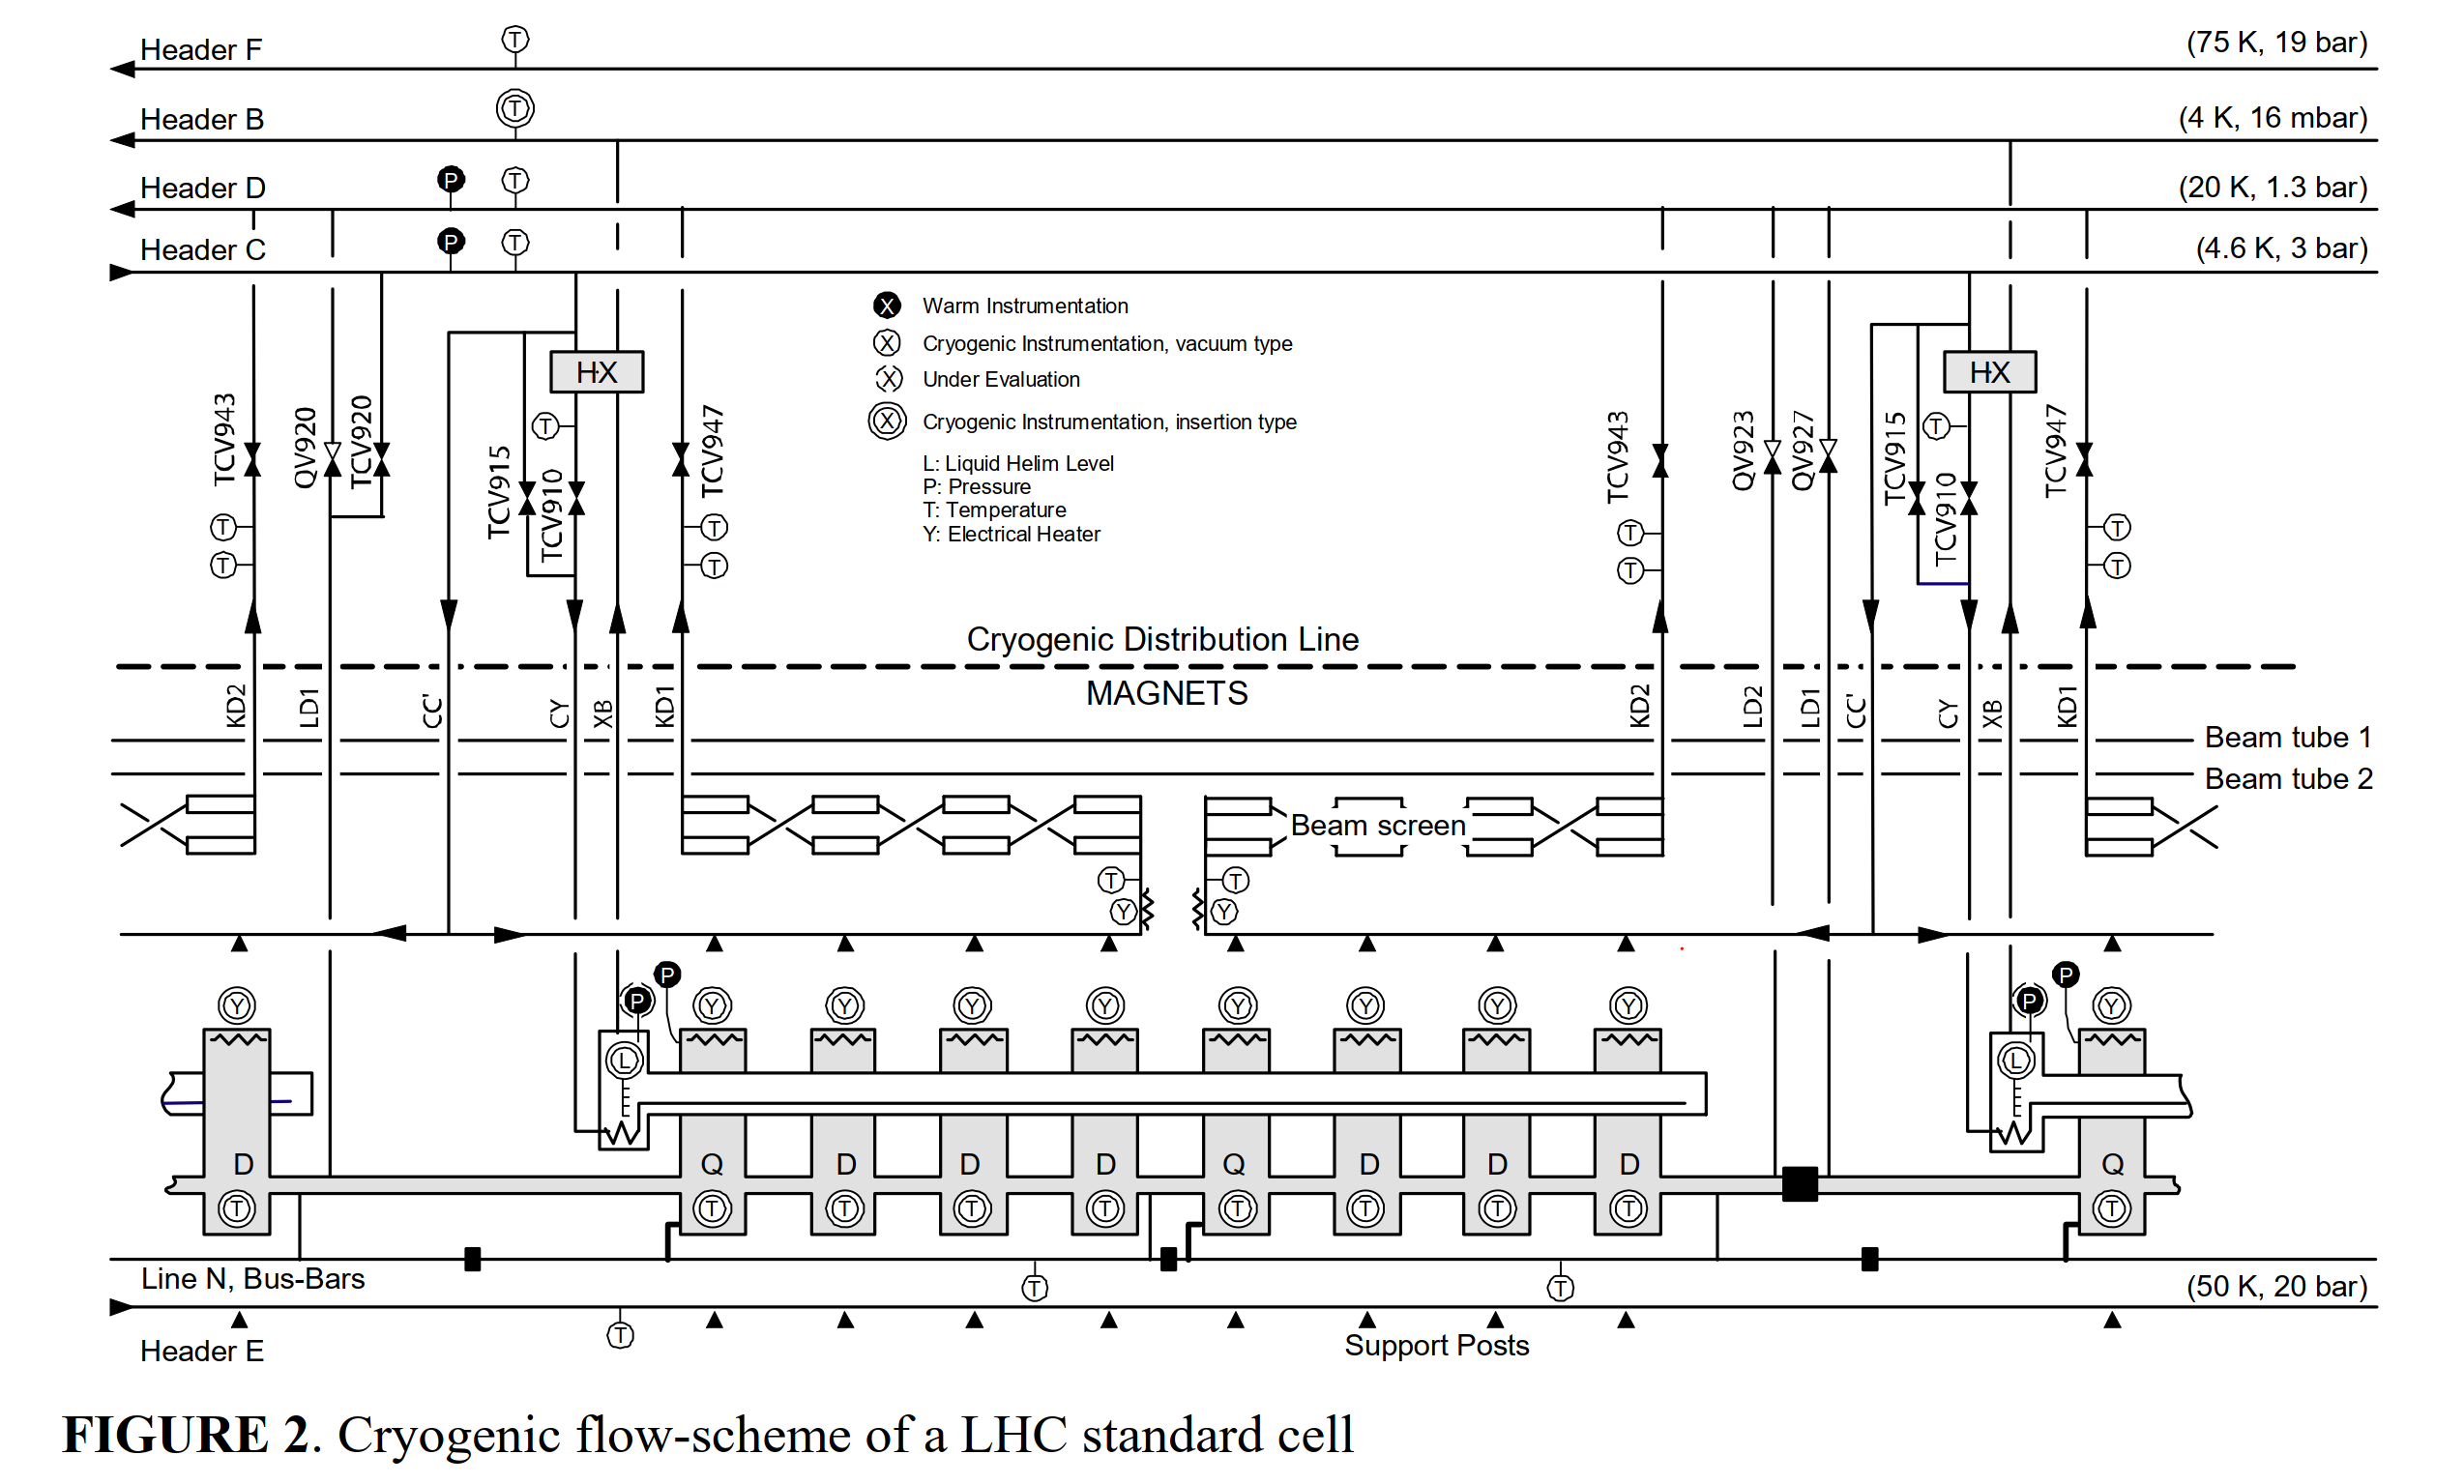 Header F
T
(75 K, 19 bar)
Header B
T
(4 K, 16 mbar)
Header D
P
T
(20 K, 1.3 bar)
Header C
P
T
(4.6 K, 3 bar)
X Warm Instrumentation
X Cryogenic Instrumentation, vacuum type
X Under Evaluation
X Cryogenic Instrumentation, insertion type
L: Liquid Helim Level
P: Pressure
T: Temperature
Y: Electrical Heater
HX
HX
TCV943
QV920
TCV920
TCV915
TCV910
TCV947
TCV943
QV923
QV927
TCV915
TCV910
TCV947
T
T
T T T T
T T T T
Cryogenic Distribution Line
MAGNETS
KD2
LD1
CC'
CY
XB
KD1
KD2
LD2
LD1
CC'
CY
XB
KD1
Beam tube 1
Beam tube 2
Beam screen
T T
Y Y
P P
P P
Y Y Y Y Y Y Y Y Y Y
L L
D Q D D D Q D D D Q
T T T T T T T T T T
Line N, Bus-Bars
T T
(50 K, 20 bar)
Header E
T
Support Posts
FIGURE 2. Cryogenic flow-scheme of a LHC standard cell